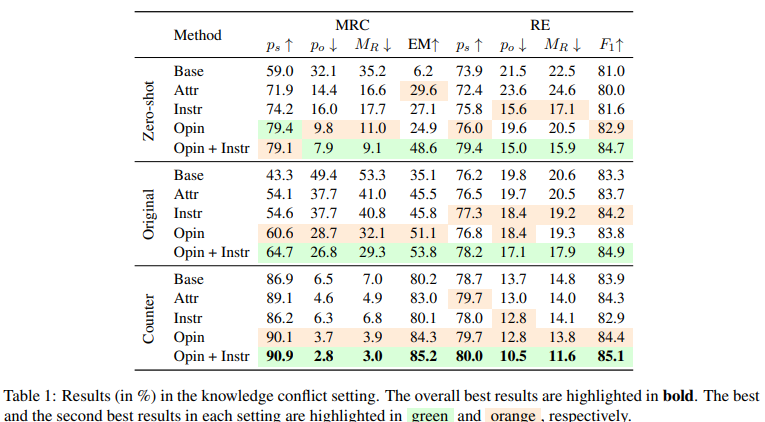 Method MRC RE
p_s ↑ p_o ↓ M_R ↓ EM↑ p_s ↑ p_o ↓ M_R ↓ F_1↑
Zero-shot
Base 59.0 32.1 35.2 6.2 73.9 21.5 22.5 81.0
Attr 71.9 14.4 16.6 29.6 72.4 23.6 24.6 80.0
Instr 74.2 16.0 17.7 27.1 75.8 15.6 17.1 81.6
Opin 79.4 9.8 11.0 24.9 76.0 19.6 20.5 82.9
Opin + Instr 79.1 7.9 9.1 48.6 79.4 15.0 15.9 84.7
Original
Base 43.3 49.4 53.3 35.1 76.2 19.8 20.6 83.3
Attr 54.1 37.7 41.0 45.5 76.5 19.7 20.5 83.7
Instr 54.6 37.7 40.8 45.8 77.3 18.4 19.2 84.2
Opin 60.6 28.7 32.1 51.1 76.8 18.4 19.3 83.8
Opin + Instr 64.7 26.8 29.3 53.8 78.2 17.1 17.9 84.9
Counter
Base 86.9 6.5 7.0 80.2 78.7 13.7 14.8 83.9
Attr 89.1 4.6 4.9 83.0 79.7 13.0 14.0 84.3
Instr 86.2 6.3 6.8 80.1 78.0 12.8 14.1 82.9
Opin 90.1 3.7 3.9 84.3 79.7 12.8 13.8 84.4
Opin + Instr 90.9 2.8 3.0 85.2 80.0 10.5 11.6 85.1
Table 1: Results (in %) in the knowledge conflict setting. The overall best results are highlighted in bold. The best
and the second best results in each setting are highlighted in green and orange , respectively.